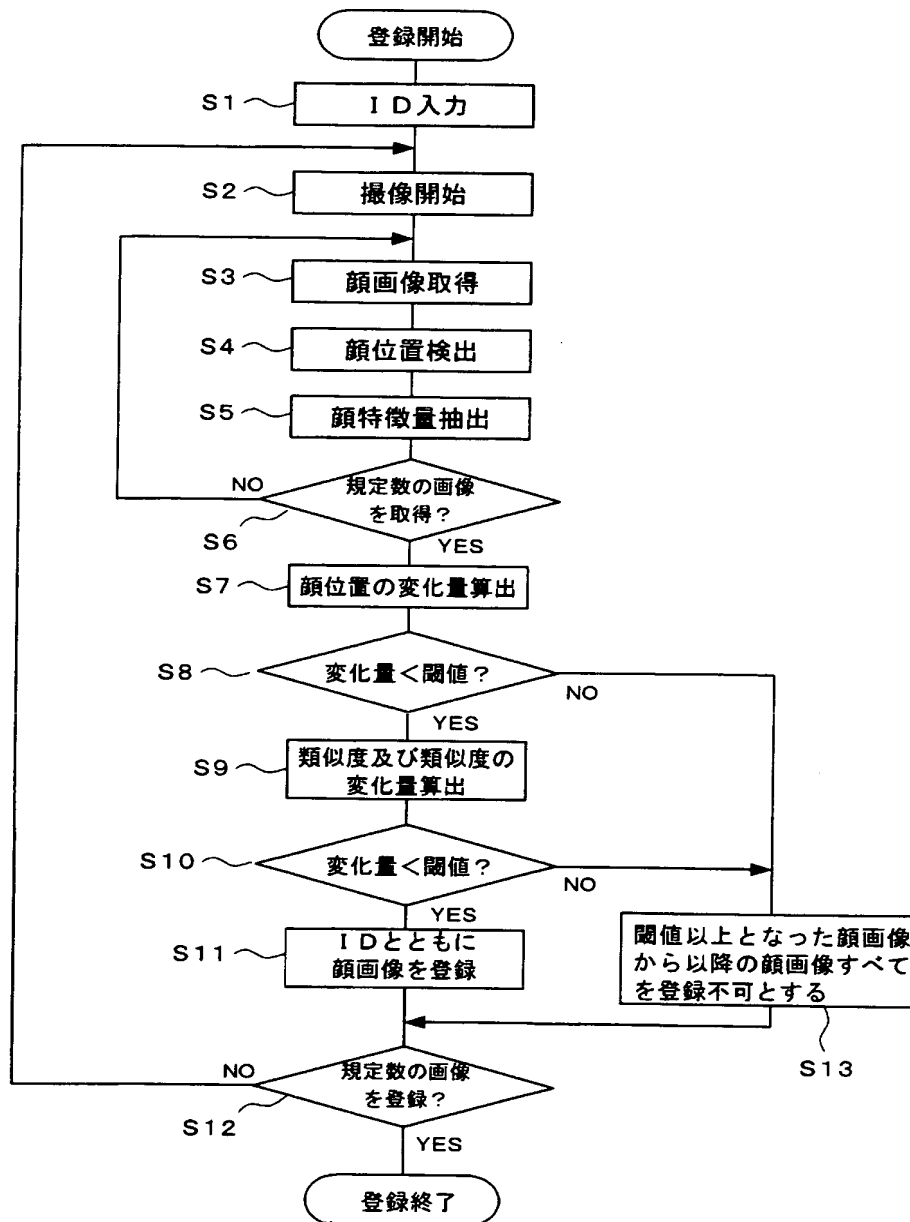 登録開始
S1
ＩＤ入力
S2
撮像開始
S3
顔画像取得
S4
顔位置検出
S5
顔特徴量抽出
NO
規定数の画像
を取得？
S6
YES
S7
顔位置の変化量算出
S8
変化量＜閾値？
NO
YES
S9
類似度及び類似度の
変化量算出
S10
変化量＜閾値？
NO
YES
S11
ＩＤとともに
顔画像を登録
閾値以上となった顔画像
から以降の顔画像すべて
を登録不可とする
S13
NO
規定数の画像
を登録？
S12
YES
登録終了